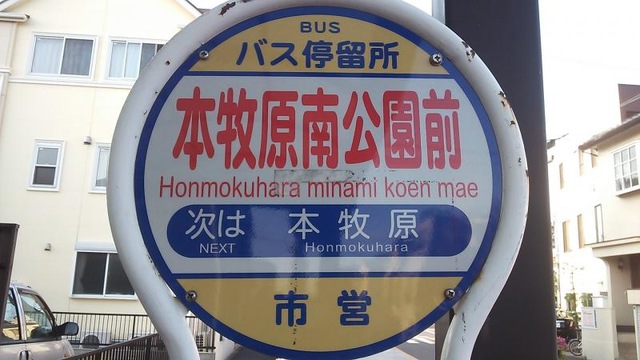 BUS
バス停留所
本牧原南公園前
Honmokuhara minami koen mae
次は 本牧原
NEXT Honmokuhara
市営